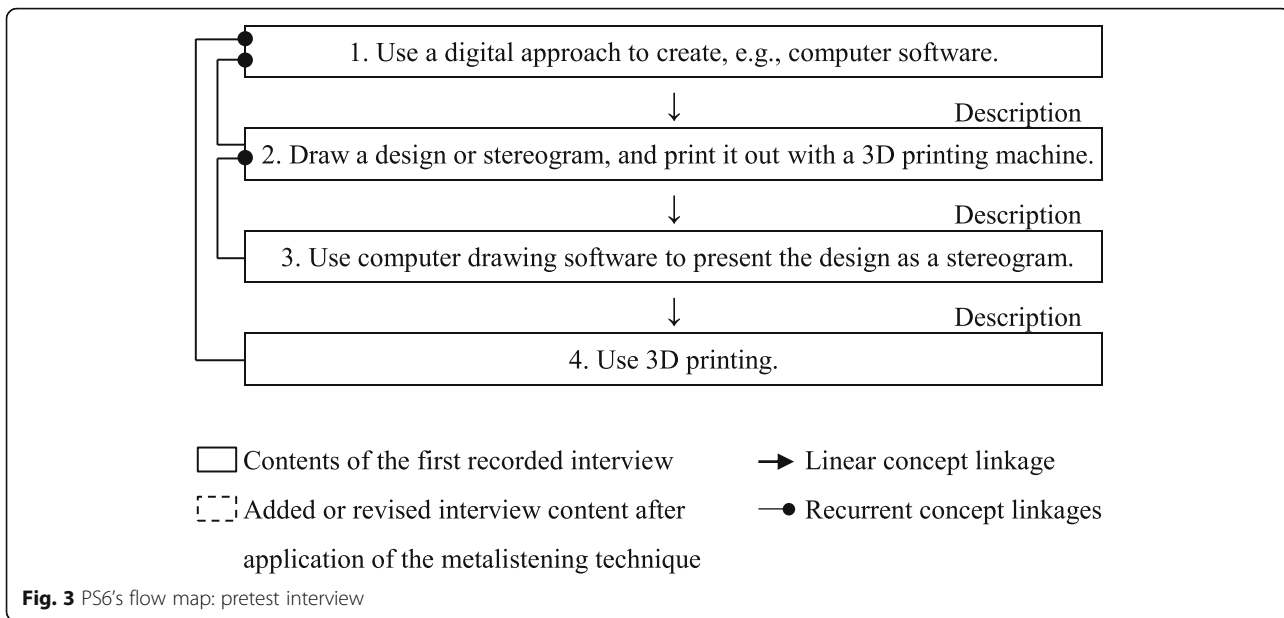 1. Use a digital approach to create, e.g., computer software.
↓
Description
2. Draw a design or stereogram, and print it out with a 3D printing machine.
↓
Description
3. Use computer drawing software to present the design as a stereogram.
↓
Description
4. Use 3D printing.
Contents of the first recorded interview
Linear concept linkage
Added or revised interview content after
application of the metalistening technique
Recurrent concept linkages
Fig. 3 PS6's flow map: pretest interview